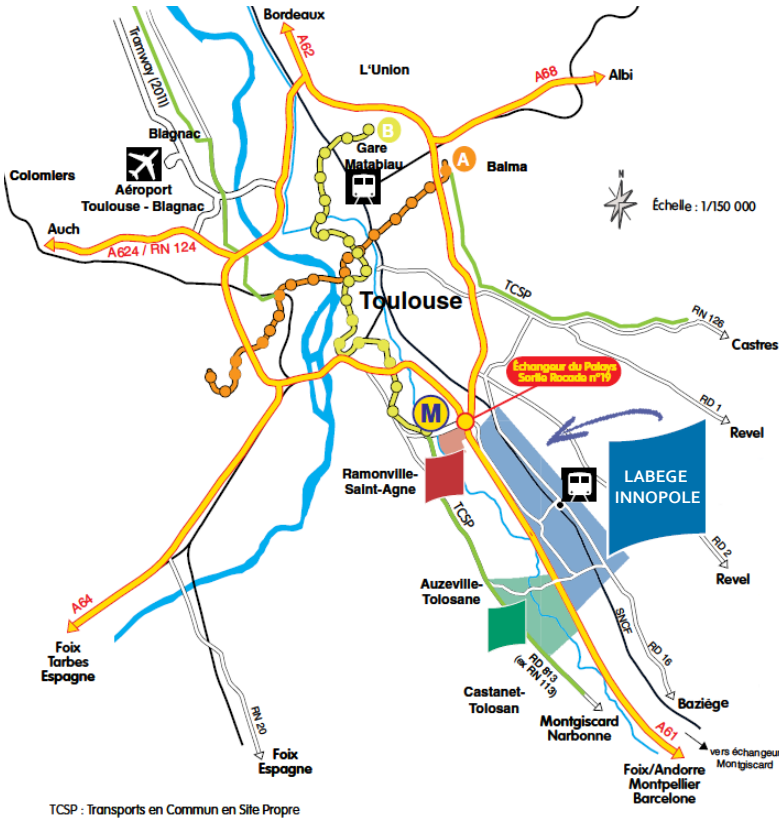 Bordeaux
A62
L'Union
A68
Albi
Tramway (2011)
Blagnac
B
Gare
Matabiau
A
Balma
Colomiers
Aéroport
Toulouse - Blagnac
N
Échelle : 1/150 000
Auch
A624 / RN 124
Toulouse
TCSP
RN 126
Castres
Échangeur du Palays
Sortie Rocade n°19
RD 1
Revel
M
LABEGE
INNOPOLE
Ramonville-
Saint-Agne
TCSP
RD 2
Revel
Auzeville-
Tolosane
SNCF
RD 16
A64
Foix
Tarbes
Espagne
RD 813
(ex RN 113)
Castanet-
Tolosan
Baziége
RN 20
Montgiscard
Narbonne
A61
vers échangeur
Montgiscard
Foix
Espagne
Foix/Andorre
Montpellier
Barcelone
TCSP : Transports en Commun en Site Propre